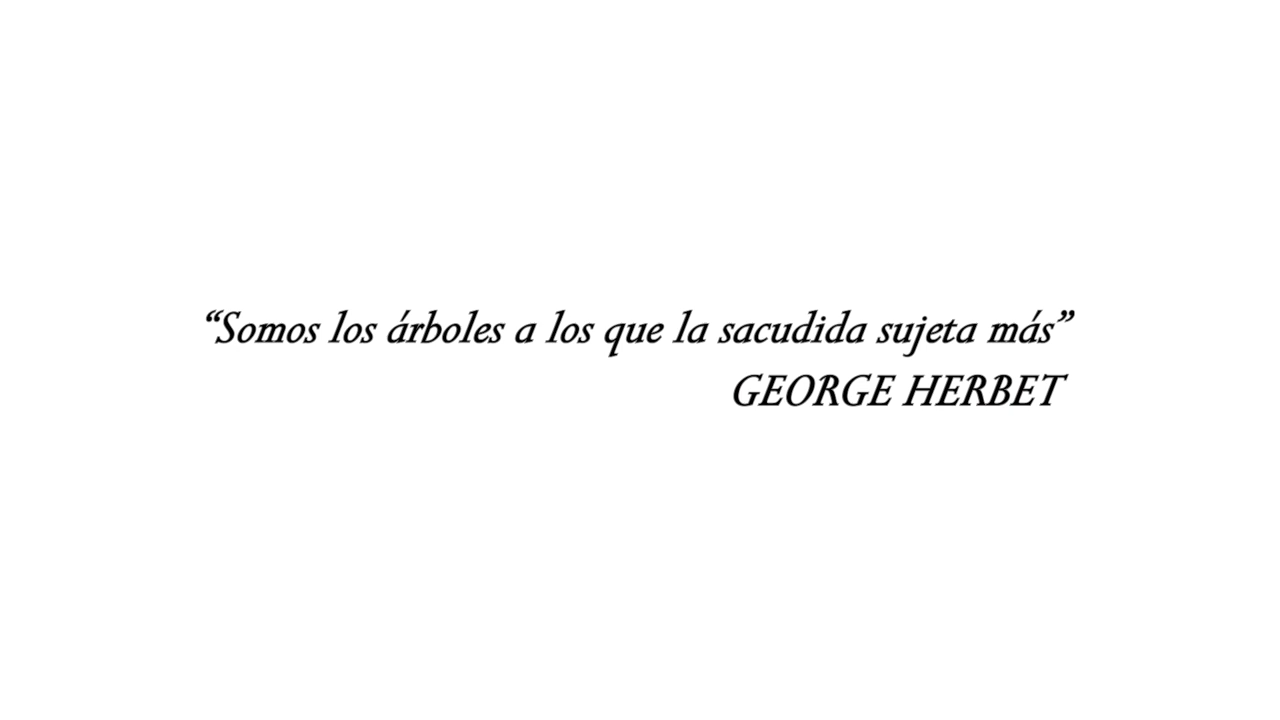 “Somos los árboles a los que la sacudida sujeta más”
GEORGE HERBET